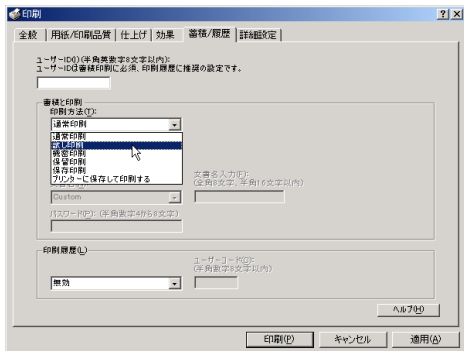 印刷
全般 用紙/印刷品質 仕上げ 効果 蓄積/履歴 詳細設定
ユーザーID(I)(半角英数字8文字以内):
ユーザーIDは蓄積印刷に必須、印刷履歴に推奨の設定です。
蓄積と印刷
印刷方法(T):
通常印刷
通常印刷
試し印刷
機密印刷
保留印刷
保存印刷
プリンターに保存して印刷する
文書名入力(F):
(全角8文字、半角16文字以内)
Custom
パスワード(P): (半角数字4から8文字)
印刷履歴(L)
ユーザーコード(C):
(半角数字8文字以内)
無効
ヘルプ(H)
印刷(P) キャンセル 適用(A)